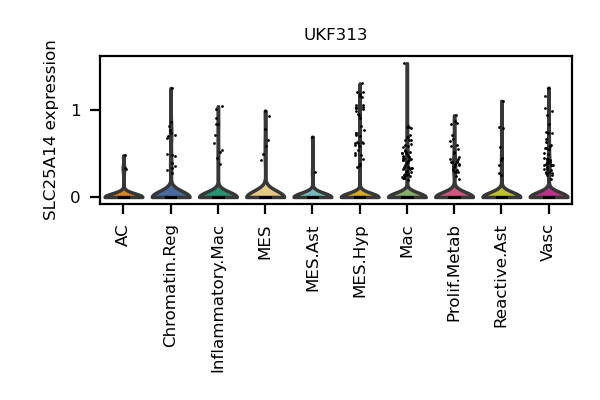 UKF313
SLC25A14 expression
1
0
AC
Chromatin.Reg
Inflammatory.Mac
MES
MES.Ast
MES.Hyp
Mac
Prolif.Metab
Reactive.Ast
Vasc